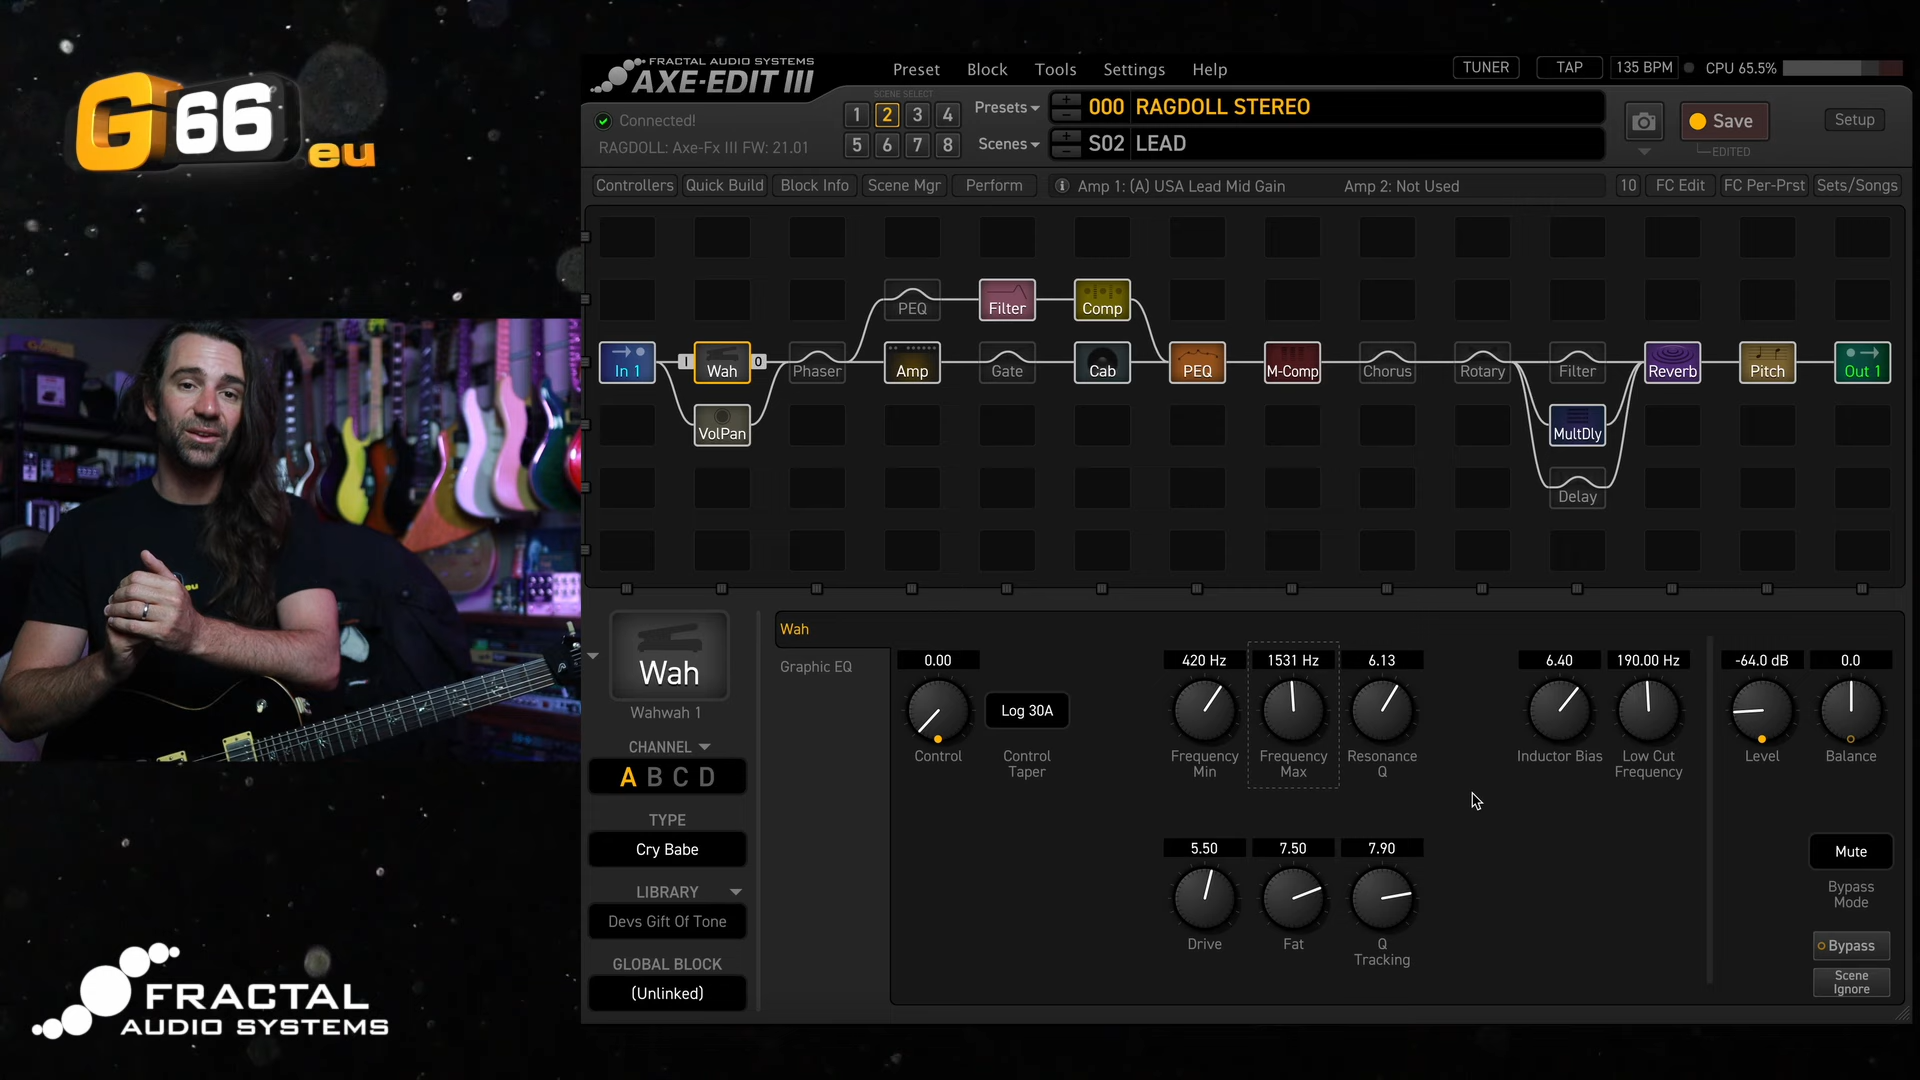 G66
.eu
FRACTAL AUDIO SYSTEMS
AXE-EDIT III
Preset Block Tools Settings Help
TUNER TAP 135 BPM CPU 65.5%
Connected!
RAGDOLL: Axe-Fx III FW: 21.01
SCENE SELECT
1 2 3 4
5 6 7 8
Presets 000 RAGDOLL STEREO
Scenes S02 LEAD
Save
EDITED
Setup
Controllers Quick Build Block Info Scene Mgr Perform
Amp 1: (A) USA Lead Mid Gain Amp 2: Not Used
10 FC Edit FC Per-Prst Sets/Songs
PEQ Filter Comp
In 1 I Wah O Phaser Amp Gate Cab PEQ M-Comp Chorus Rotary Filter Reverb Pitch Out 1
VolPan MultDly
Delay
Wah
Wahwah 1
CHANNEL
A B C D
TYPE
Cry Babe
LIBRARY
Devs Gift Of Tone
GLOBAL BLOCK
(Unlinked)
Wah
Graphic EQ
0.00
Control
Log 30A
Control
Taper
420 Hz
Frequency
Min
1531 Hz
Frequency
Max
6.13
Resonance
Q
6.40
Inductor Bias
190.00 Hz
Low Cut
Frequency
-64.0 dB
Level
0.0
Balance
5.50
Drive
7.50
Fat
7.90
Q
Tracking
Mute
Bypass
Mode
Bypass
Scene
Ignore
FRACTAL
AUDIO SYSTEMS